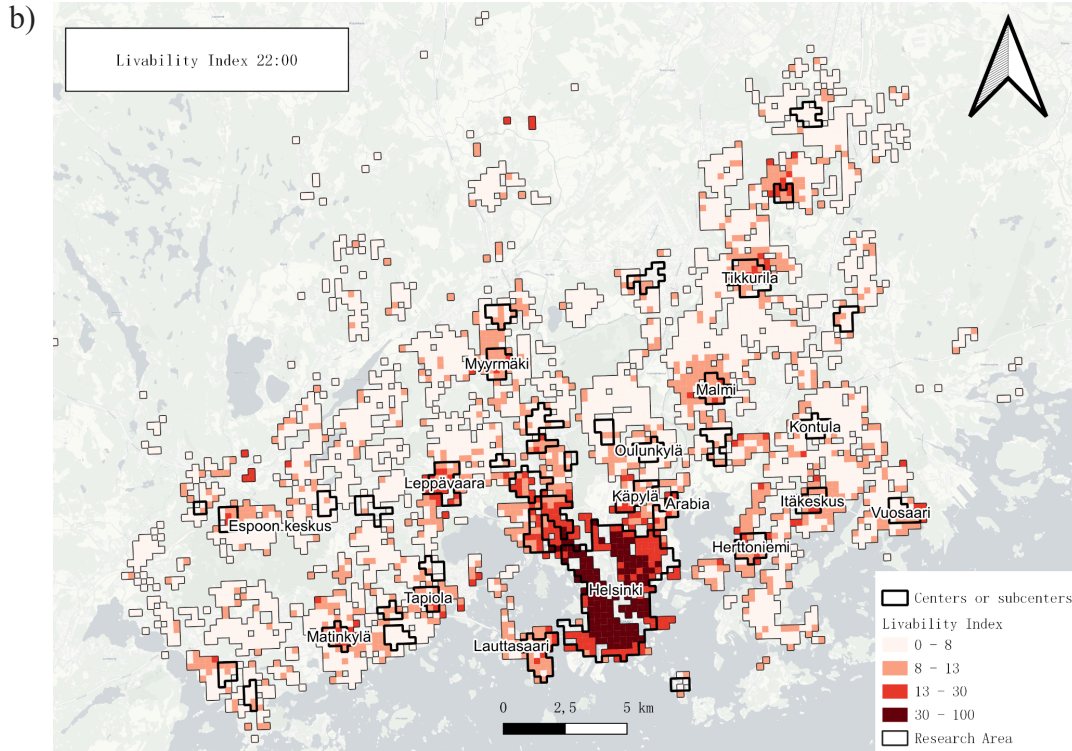 b)
Livability Index 22:00
Tikkurila
Myyrmäki
Malmi
Kontula
Oulunkylä
Leppävaara
Käpylä
Arabia
Itäkeskus
Vuosaari
Espoon keskus
Herttoniemi
Helsinki
Tapiola
Matinkylä
Lauttasaari
Centers or subcenters
Livability Index
0 - 8
8 - 13
13 - 30
30 - 100
Research Area
0 2,5 5 km